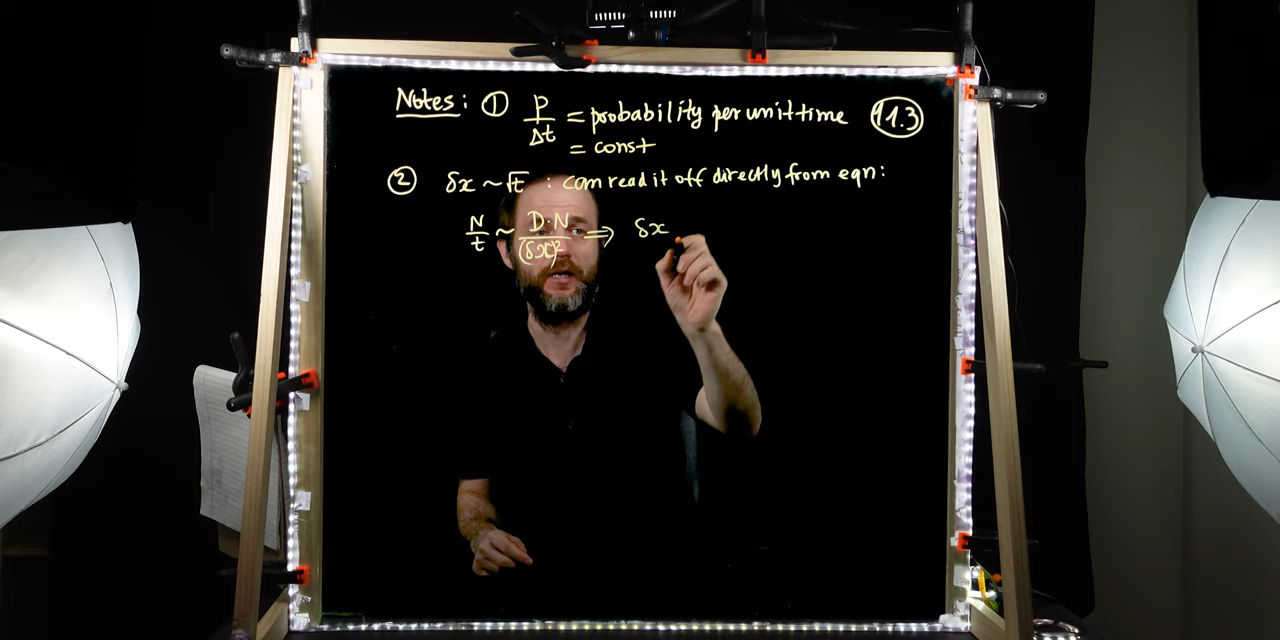 Notes: ① P/Δt = probability per unit time 11.3
= const
② δx ~ √t : can read it off directly from eqn:
N/t ~ D·N/(δx)² ⇒ δx